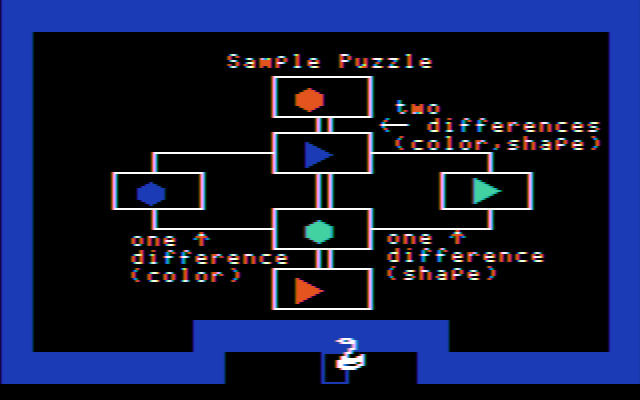 Sample Puzzle
two
← differences
(color,shape)
one ↑
difference
(color)
one ↑
difference
(shape)